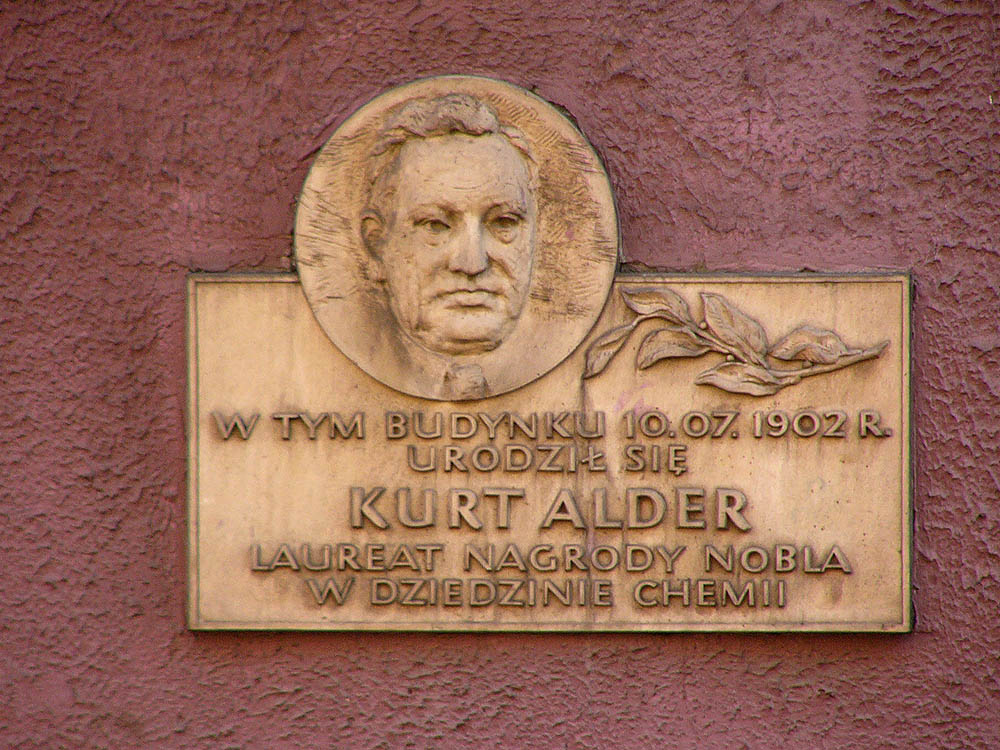 W TYM BUDYNKU 10.07.1902 R.
URODZIŁ SIĘ
KURT ALDER
LAUREAT NAGRODY NOBLA
W DZIEDZINIE CHEMII